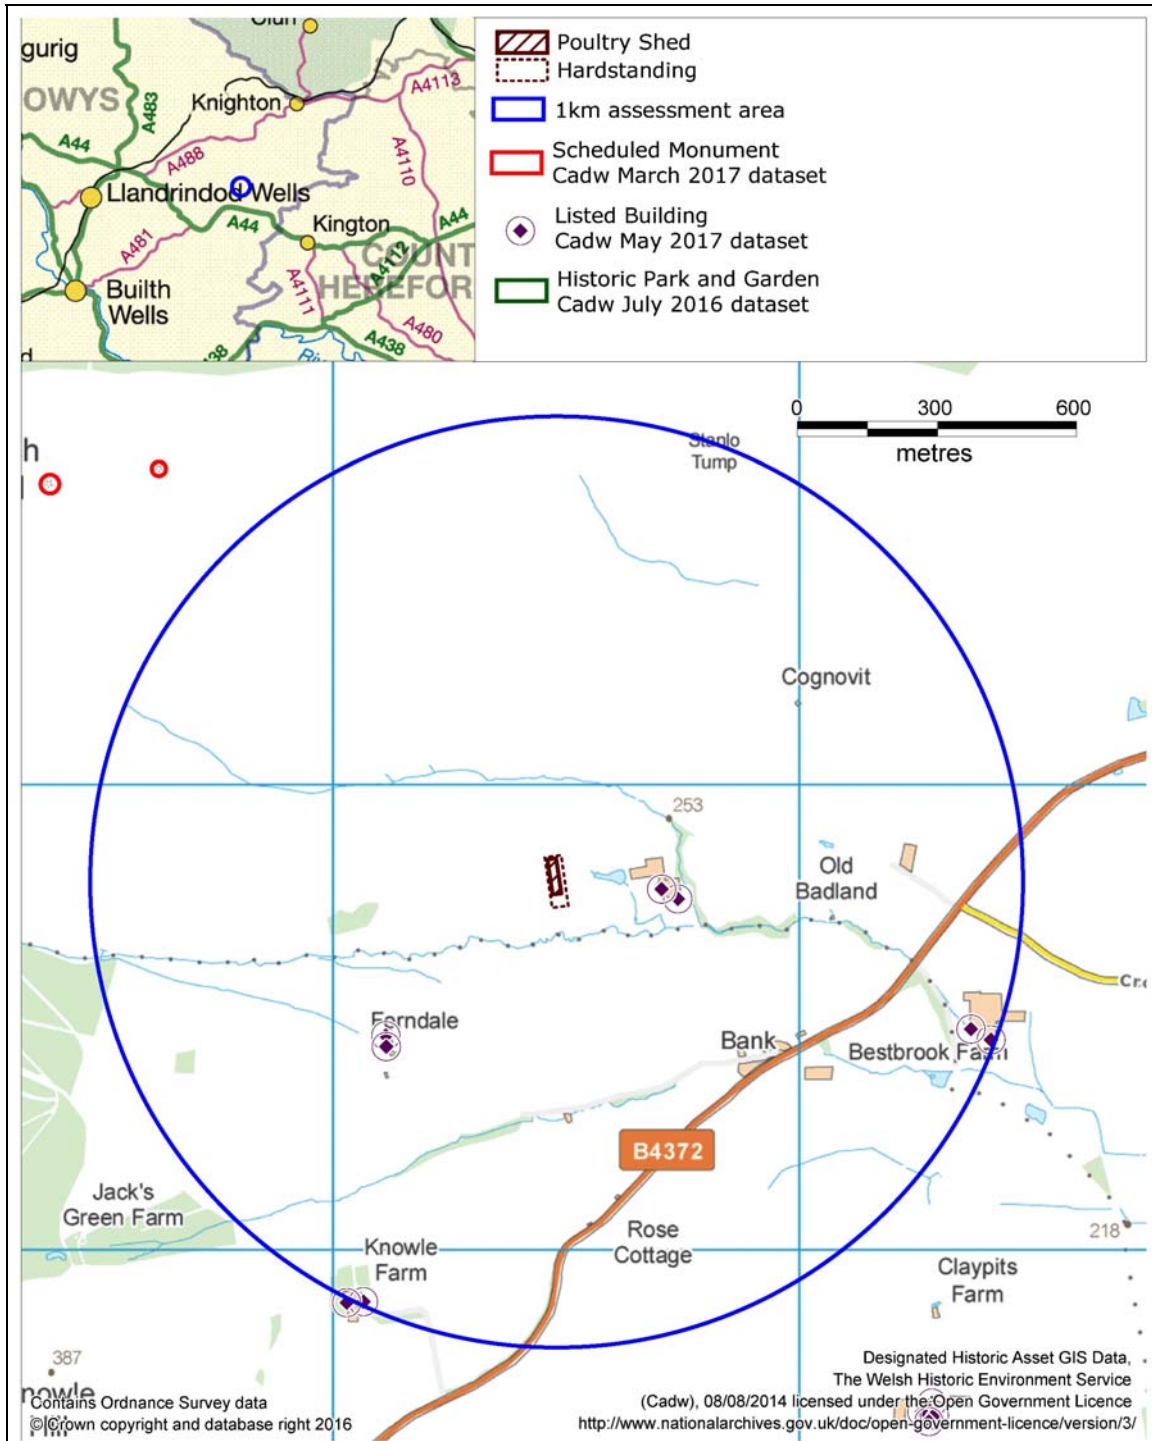 Clun
gurig
OWYS
A483
Knighton
A4113
A44
A488
A4110
Llandrindod Wells
A44
Kington
A44
A481
COUNT
HEREFOR
A4112
A4111
Builth
Wells
A480
A438
Poultry Shed
Hardstanding
1km assessment area
Scheduled Monument
Cadw March 2017 dataset
Listed Building
Cadw May 2017 dataset
Historic Park and Garden
Cadw July 2016 dataset
0 300 600
metres
Stanlo
Tump
h
Cognovit
253
Old
Badland
Ferndale
Bank
Bestbrook Farm
B4372
Jack's
Green Farm
Rose
Cottage
218
Knowle
Farm
Claypits
Farm
387
Contains Ordnance Survey data
© Crown copyright and database right 2016
Designated Historic Asset GIS Data,
The Welsh Historic Environment Service
(Cadw), 08/08/2014 licensed under the Open Government Licence
http://www.nationalarchives.gov.uk/doc/open-government-licence/version/3/